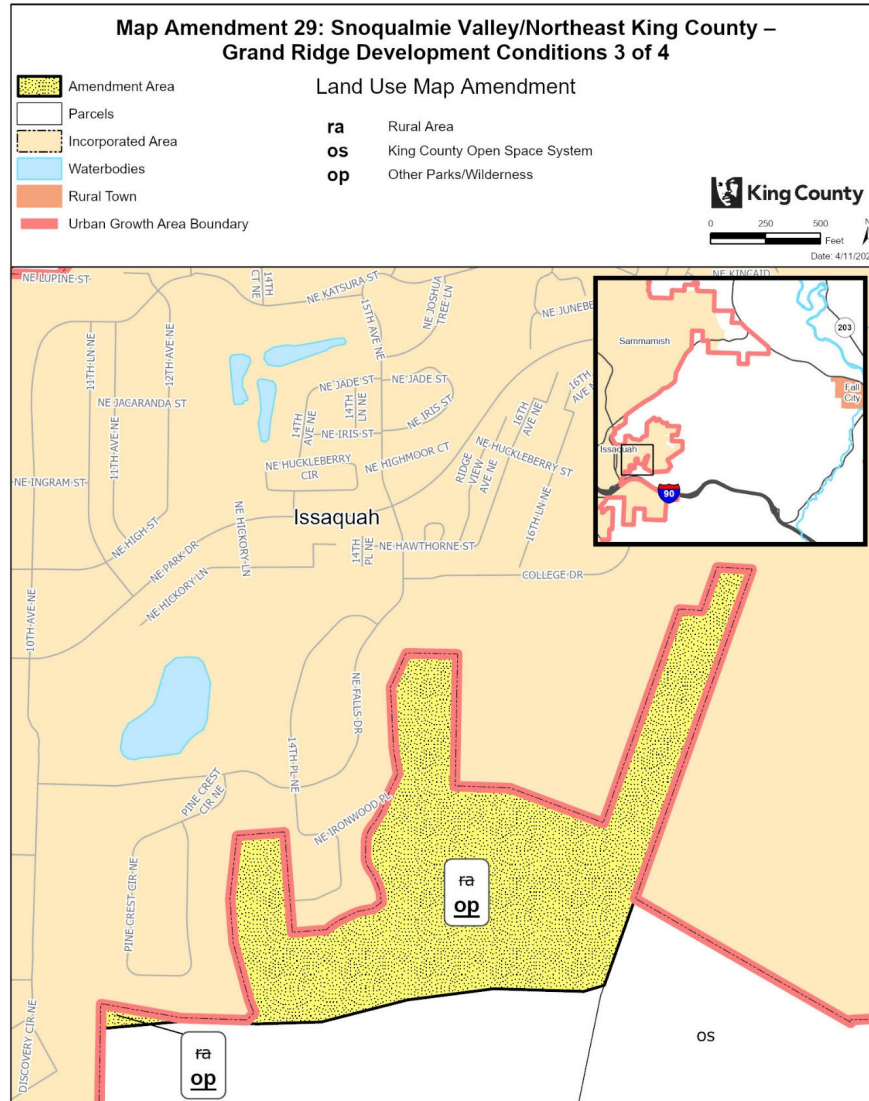 Map Amendment 29: Snoqualmie Valley/Northeast King County –
Grand Ridge Development Conditions 3 of 4
Land Use Map Amendment
Amendment Area
Parcels
Incorporated Area
Waterbodies
Rural Town
Urban Growth Area Boundary
ra Rural Area
os King County Open Space System
op Other Parks/Wilderness
King County
0 250 500
Feet
N
Date: 4/11/202
NE LUPINE ST
14TH CT NE
NE KATSURA ST
15TH AVE NE
NE JOSHUA TREE LN
NE KINCAID
NE JUNEBE
11TH LN NE
12TH AVE NE
NE JACARANDA ST
11TH AVE NE
NE JADE ST
NE JADE ST
14TH AVE NE
14TH LN NE
NE IRIS ST
NE IRIS ST
16TH AVE NE
16TH AVE N
NE HUCKLEBERRY CIR
NE HIGHMOOR CT
RIDGE VIEW AVE NE
NE HUCKLEBERRY ST
16TH LN NE
NE INGRAM ST
NE HIGH ST
NE PARK DR
NE HICKORY LN
NE HICKORY LN
Issaquah
14TH PL NE
NE HAWTHORNE ST
COLLEGE DR
10TH AVE NE
NE FALLS DR
14TH PL NE
PINE CREST CIR NE
NE IRONWOOD PL
PINE CREST CIR NE
DISCOVERY CIR NE
ra
op
ra
op
os
Sammamish
203
Fall
City
Issaquah
90